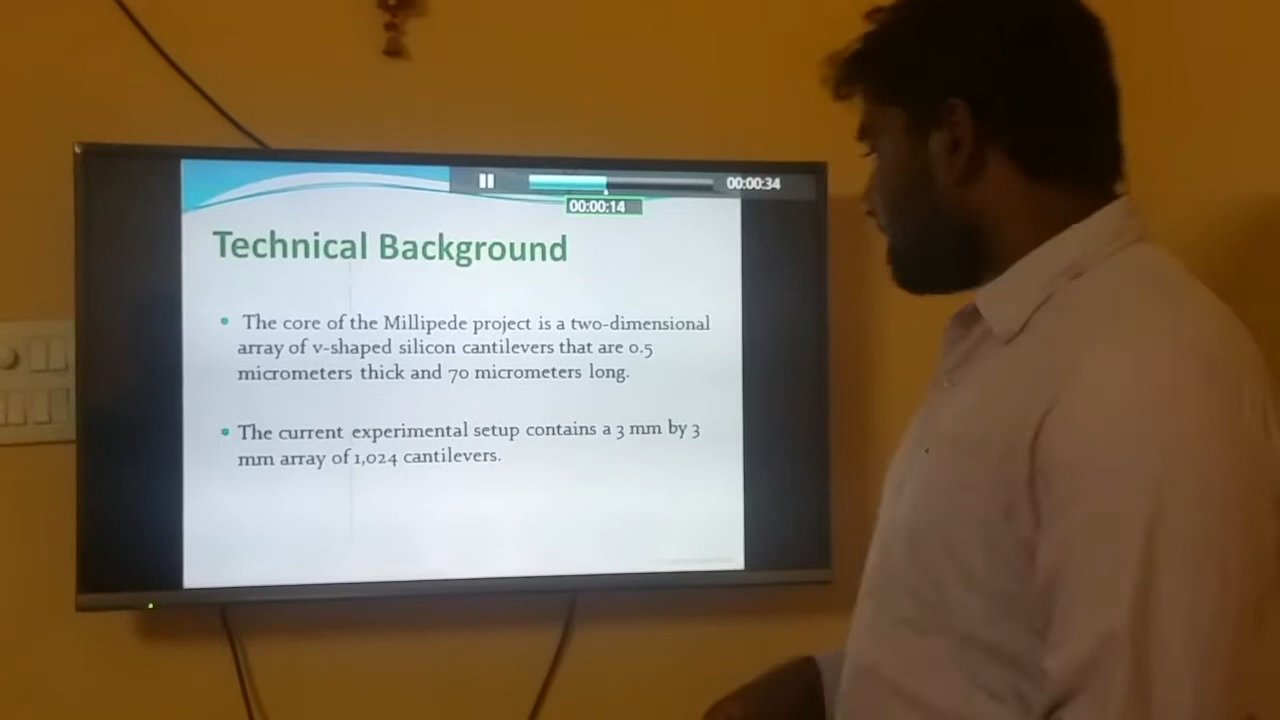 00:00:34
00:00:14
Technical Background
The core of the Millipede project is a two-dimensional
array of v-shaped silicon cantilevers that are 0.5
micrometers thick and 70 micrometers long.
The current experimental setup contains a 3 mm by 3
mm array of 1,024 cantilevers.